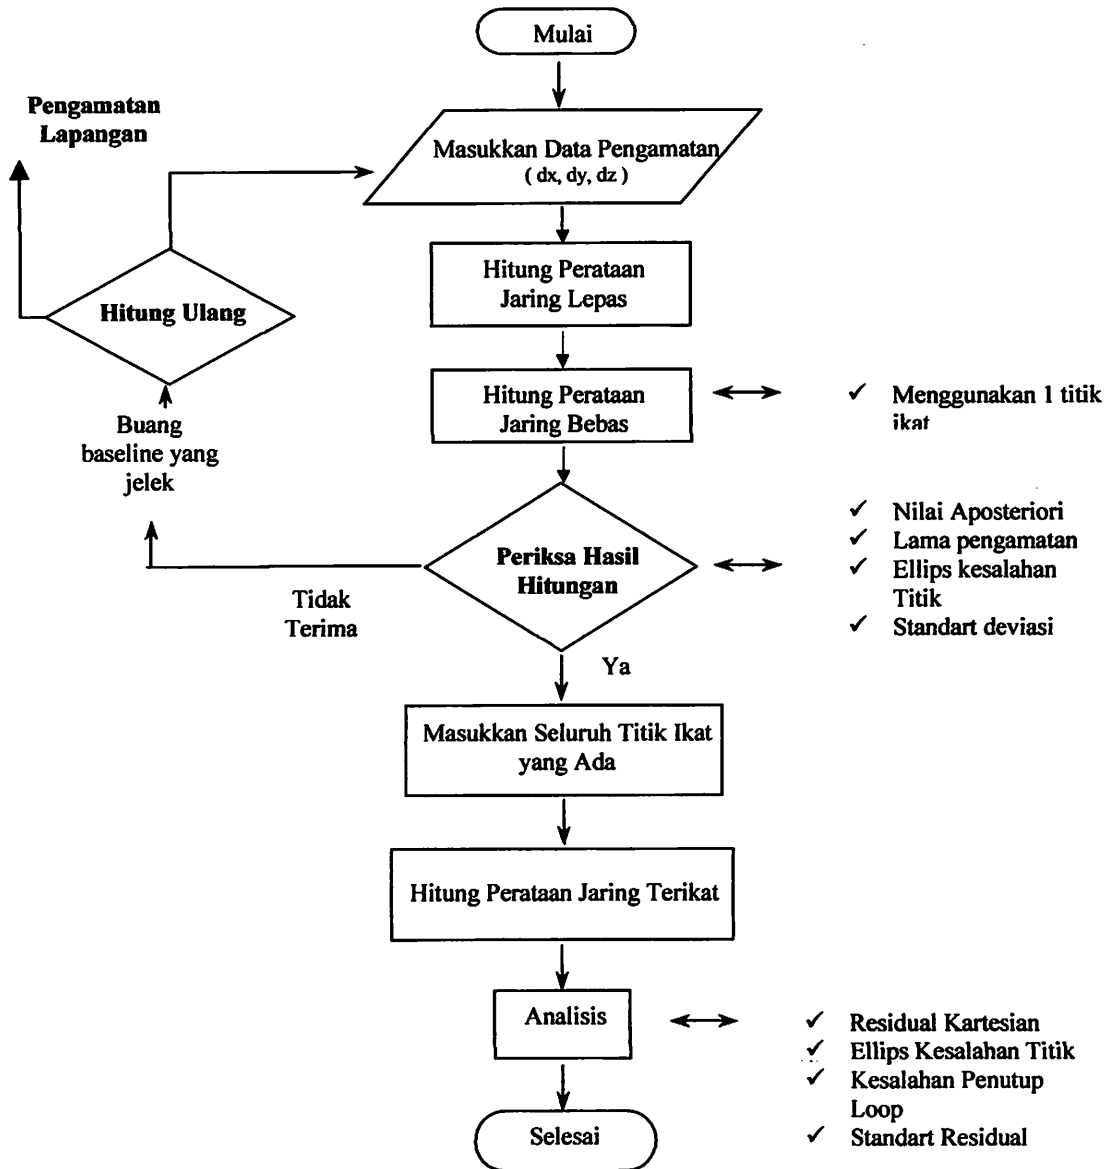 Mulai
Pengamatan
Lapangan
Masukkan Data Pengamatan
( dx, dy, dz )
Hitung Perataan
Jaring Lepas
Hitung Ulang
Hitung Perataan
Jaring Bebas
✓ Menggunakan 1 titik
ikat
Buang
baseline yang
jelek
Periksa Hasil
Hitungan
✓ Nilai Aposteriori
✓ Lama pengamatan
✓ Ellips kesalahan
Titik
✓ Standart deviasi
Tidak
Terima
Ya
Masukkan Seluruh Titik Ikat
yang Ada
Hitung Perataan Jaring Terikat
Analisis
✓ Residual Kartesian
✓ Ellips Kesalahan Titik
✓ Kesalahan Penutup
Loop
✓ Standart Residual
Selesai